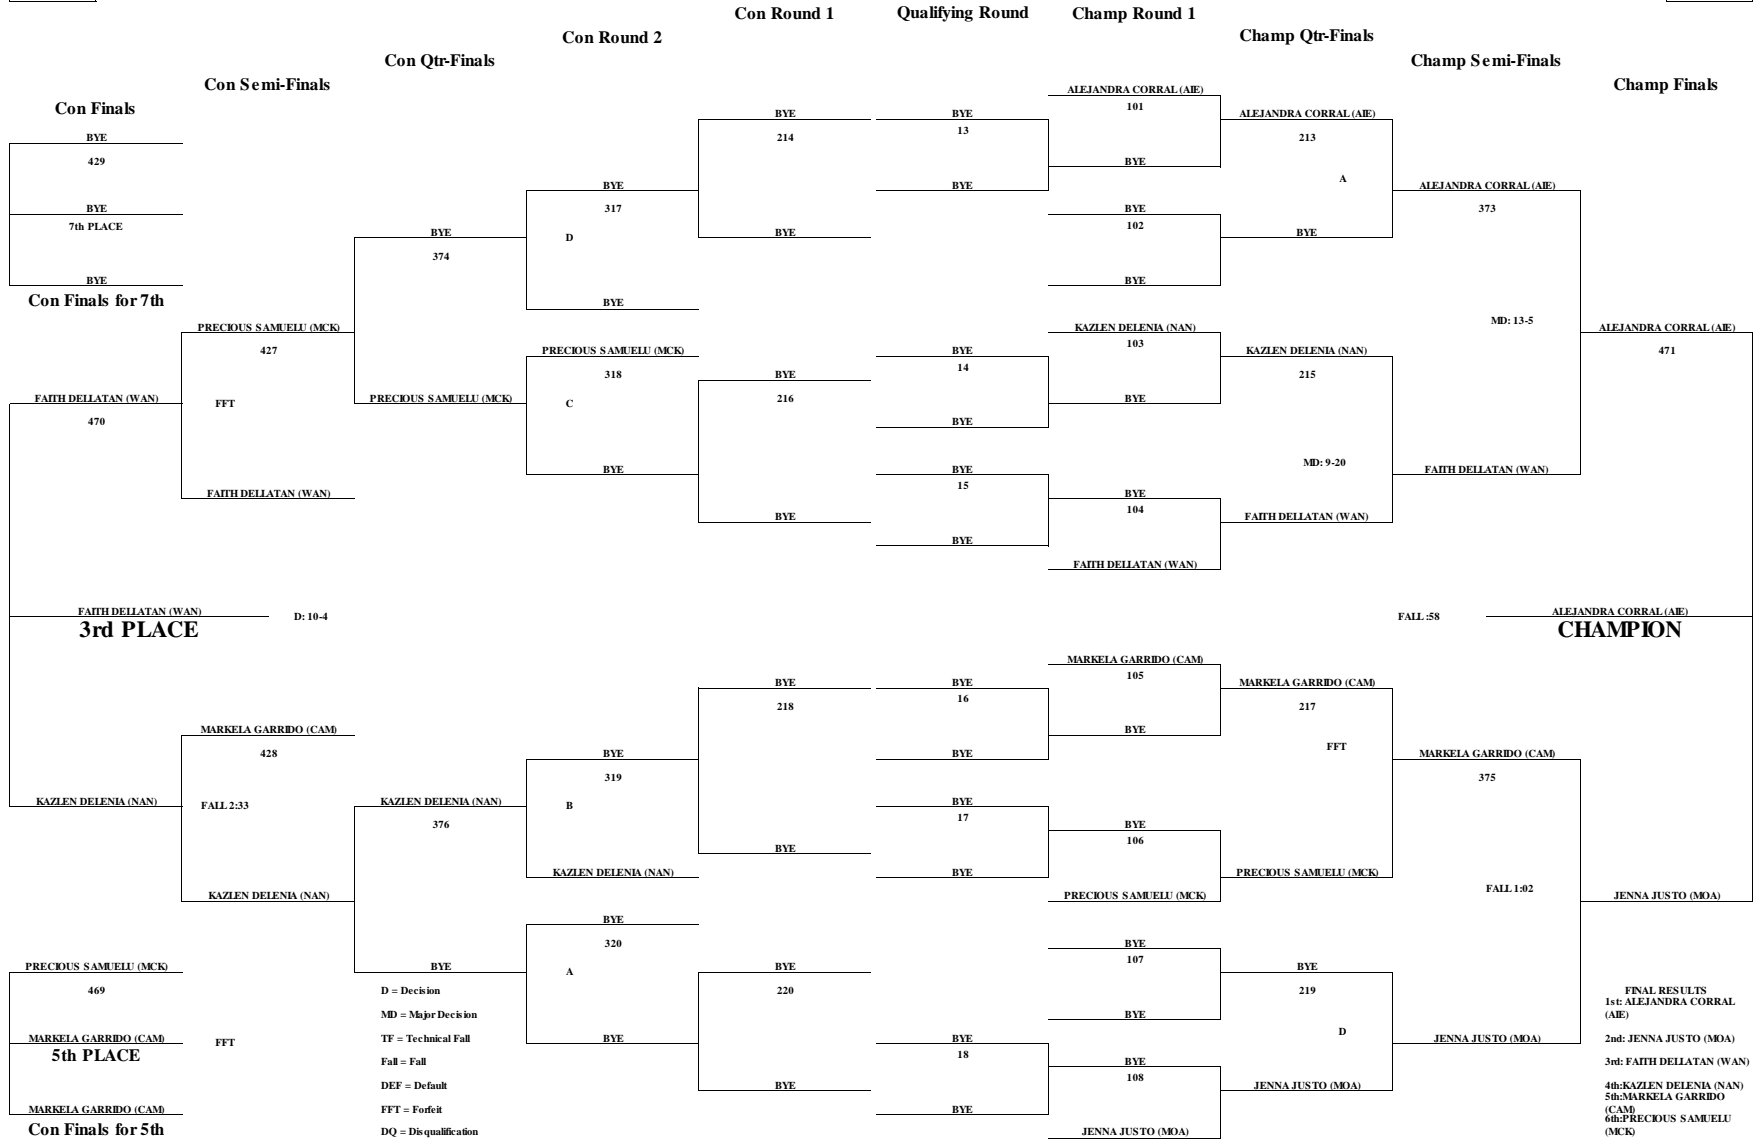 Con Round 1
Qualifying Round
Champ Round 1
Con Round 2
Champ Qtr-Finals
Con Qtr-Finals
Champ Semi-Finals
Con Semi-Finals
Champ Finals
Con Finals
BYE
429
BYE
7th PLACE
BYE
Con Finals for 7th
FAITH DELLATAN (WAN)
470
FAITH DELLATAN (WAN)
3rd PLACE
D: 10-4
KAZLEN DELENIA (NAN)
PRECIOUS SAMUELU (MCK)
469
MARKELA GARRIDO (CAM)
5th PLACE
FFT
MARKELA GARRIDO (CAM)
Con Finals for 5th
PRECIOUS SAMUELU (MCK)
427
FFT
FAITH DELLATAN (WAN)
MARKELA GARRIDO (CAM)
428
FALL 2:33
KAZLEN DELENIA (NAN)
BYE
374
PRECIOUS SAMUELU (MCK)
KAZLEN DELENIA (NAN)
376
BYE
D = Decision
MD = Major Decision
TF = Technical Fall
Fall = Fall
DEF = Default
FFT = Forfeit
DQ = Disqualification
BYE
317
D
BYE
PRECIOUS SAMUELU (MCK)
318
C
BYE
BYE
319
B
KAZLEN DELENIA (NAN)
BYE
320
A
BYE
BYE
214
BYE
BYE
216
BYE
BYE
218
BYE
BYE
220
BYE
BYE
13
BYE
BYE
14
BYE
BYE
15
BYE
BYE
16
BYE
BYE
17
BYE
BYE
18
BYE
ALEJANDRA CORRAL (AIE)
101
BYE
BYE
102
BYE
KAZLEN DELENIA (NAN)
103
BYE
BYE
104
FAITH DELLATAN (WAN)
MARKELA GARRIDO (CAM)
105
BYE
BYE
106
PRECIOUS SAMUELU (MCK)
BYE
107
BYE
BYE
108
JENNA JUSTO (MOA)
ALEJANDRA CORRAL (AIE)
213
A
BYE
KAZLEN DELENIA (NAN)
215
MD: 9-20
FAITH DELLATAN (WAN)
MARKELA GARRIDO (CAM)
217
FFT
PRECIOUS SAMUELU (MCK)
BYE
219
D
JENNA JUSTO (MOA)
ALEJANDRA CORRAL (AIE)
373
MD: 13-5
FAITH DELLATAN (WAN)
MARKELA GARRIDO (CAM)
375
FALL 1:02
JENNA JUSTO (MOA)
ALEJANDRA CORRAL (AIE)
471
FALL :58
ALEJANDRA CORRAL (AIE)
CHAMPION
JENNA JUSTO (MOA)
FINAL RESULTS
1st: ALEJANDRA CORRAL
(AIE)
2nd: JENNA JUSTO (MOA)
3rd: FAITH DELLATAN (WAN)
4th:KAZLEN DELENIA (NAN)
5th:MARKELA GARRIDO
(CAM)
6th:PRECIOUS SAMUELU
(MCK)